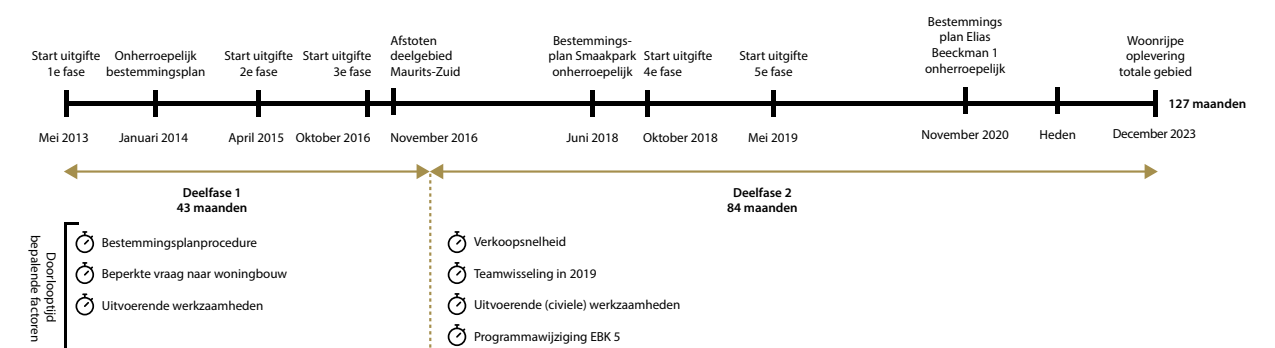 Start uitgifte
1e fase
Onherroepelijk
bestemmingsplan
Start uitgifte
2e fase
Start uitgifte
3e fase
Afstoten
deelgebied
Maurits-Zuid
Bestemmings-
plan Smaakpark
onherroepelijk
Start uitgifte
4e fase
Start uitgifte
5e fase
Bestemmings
plan Elias
Beeckman 1
onherroepelijk
Woonrijpe
oplevering
totale gebied
127 maanden
Mei 2013
Januari 2014
April 2015
Oktober 2016
November 2016
Juni 2018
Oktober 2018
Mei 2019
November 2020
Heden
December 2023
Deelfase 1
43 maanden
Deelfase 2
84 maanden
Doorlooptijd
bepalende factoren
Bestemmingsplanprocedure
Beperkte vraag naar woningbouw
Uitvoerende werkzaamheden
Verkoopsnelheid
Teamwisseling in 2019
Uitvoerende (civiele) werkzaamheden
Programmawijziging EBK 5